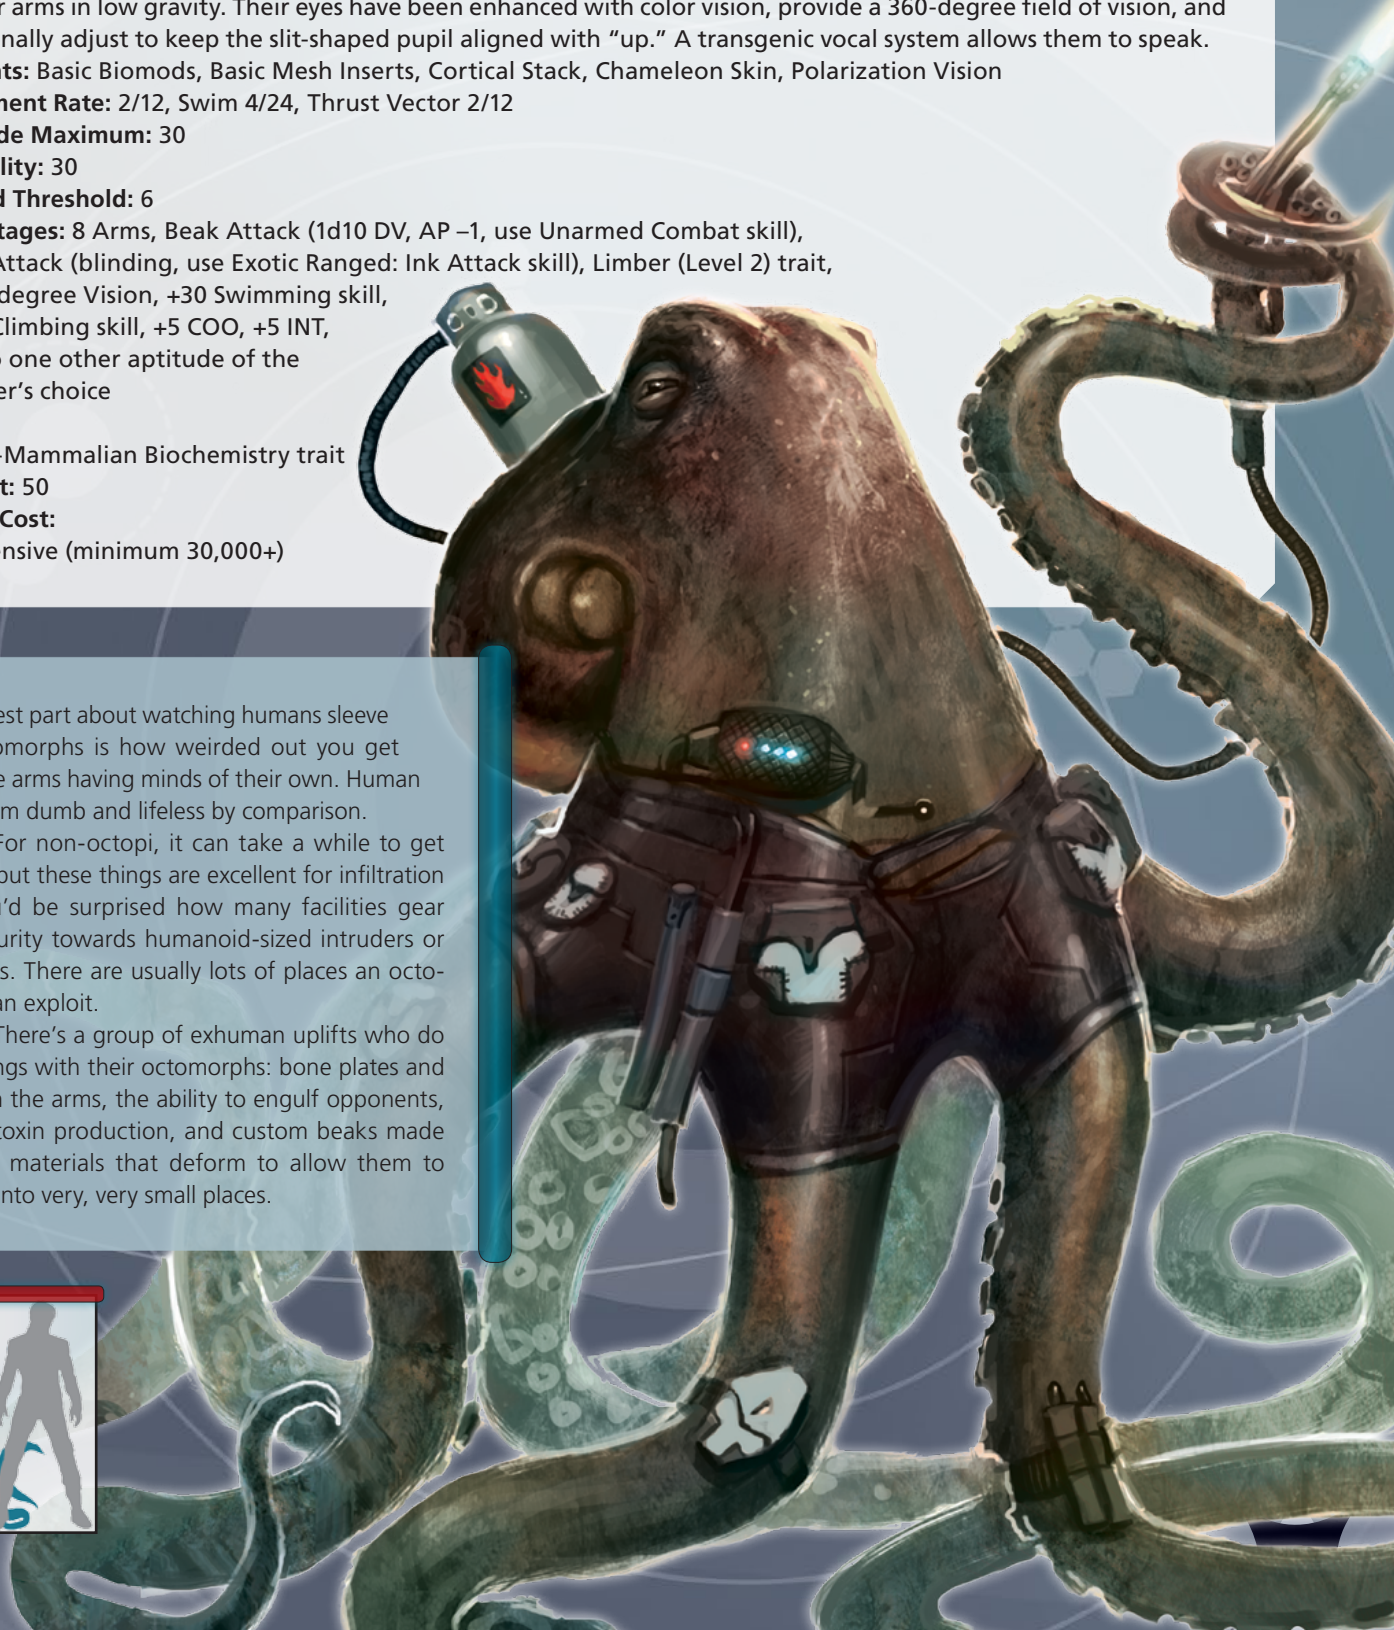 r arms in low gravity. Their eyes have been enhanced with color vision, provide a 360-degree field of vision, and
nally adjust to keep the slit-shaped pupil aligned with “up.” A transgenic vocal system allows them to speak.
ts: Basic Biomods, Basic Mesh Inserts, Cortical Stack, Chameleon Skin, Polarization Vision
ment Rate: 2/12, Swim 4/24, Thrust Vector 2/12
de Maximum: 30
lity: 30
d Threshold: 6
tages: 8 Arms, Beak Attack (1d10 DV, AP –1, use Unarmed Combat skill),
Attack (blinding, use Exotic Ranged: Ink Attack skill), Limber (Level 2) trait,
degree Vision, +30 Swimming skill,
Climbing skill, +5 COO, +5 INT,
o one other aptitude of the
er’s choice
-Mammalian Biochemistry trait
t: 50
Cost:
ensive (minimum 30,000+)
est part about watching humans sleeve
omorphs is how weirded out you get
e arms having minds of their own. Human
m dumb and lifeless by comparison.
For non-octopi, it can take a while to get
but these things are excellent for infiltration
u’d be surprised how many facilities gear
urity towards humanoid-sized intruders or
s. There are usually lots of places an octo-
an exploit.
There’s a group of exhuman uplifts who do
ngs with their octomorphs: bone plates and
n the arms, the ability to engulf opponents,
toxin production, and custom beaks made
materials that deform to allow them to
nto very, very small places.